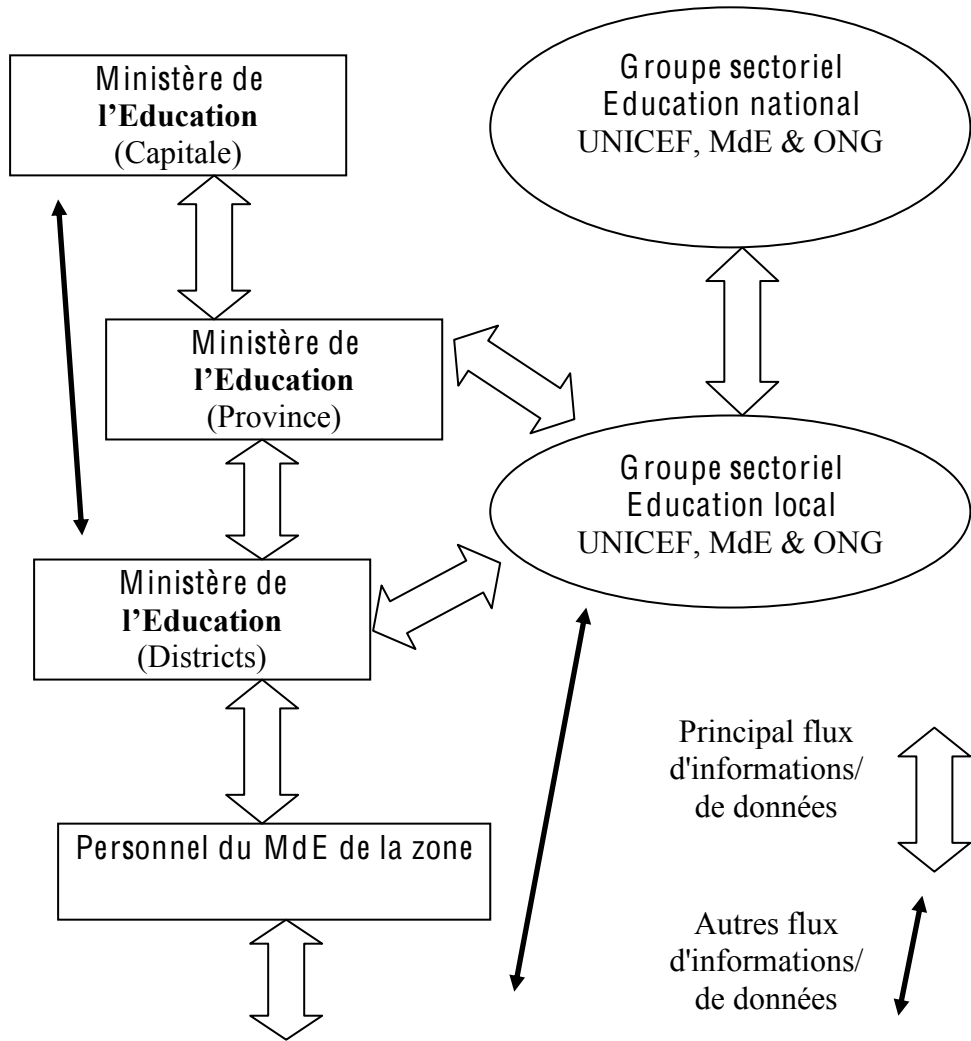 Ministère de
l’Education
(Capitale)
Groupe sectoriel
Education national
UNICEF, MdE & ONG
Ministère de
l’Education
(Province)
Groupe sectoriel
Education local
UNICEF, MdE & ONG
Ministère de
l’Education
(Districts)
Principal flux
d'informations/
de données
Personnel du MdE de la zone
Autres flux
d'informations/
de données